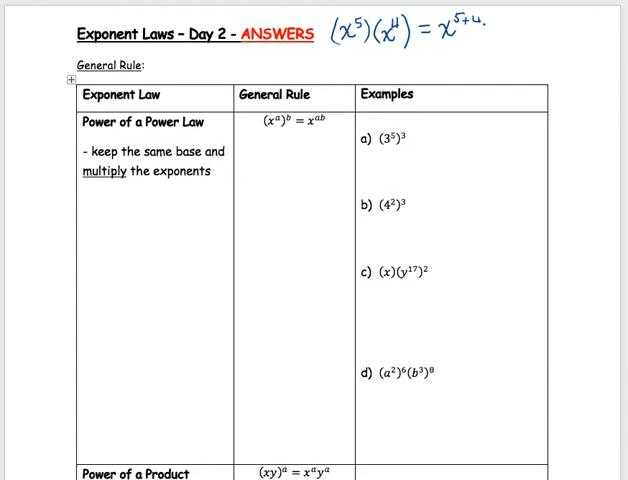 Exponent Laws – Day 2 - ANSWERS (x⁵)(x⁴) = x⁵⁺⁴.
General Rule:
Exponent Law General Rule Examples
Power of a Power Law (xᵃ)ᵇ = xᵃᵇ
a) (3⁵)³
- keep the same base and
multiply the exponents
b) (4²)³
c) (x)(y¹⁷)²
d) (a²)⁶(b³)⁸
Power of a Product (xy)ᵃ = xᵃyᵃ